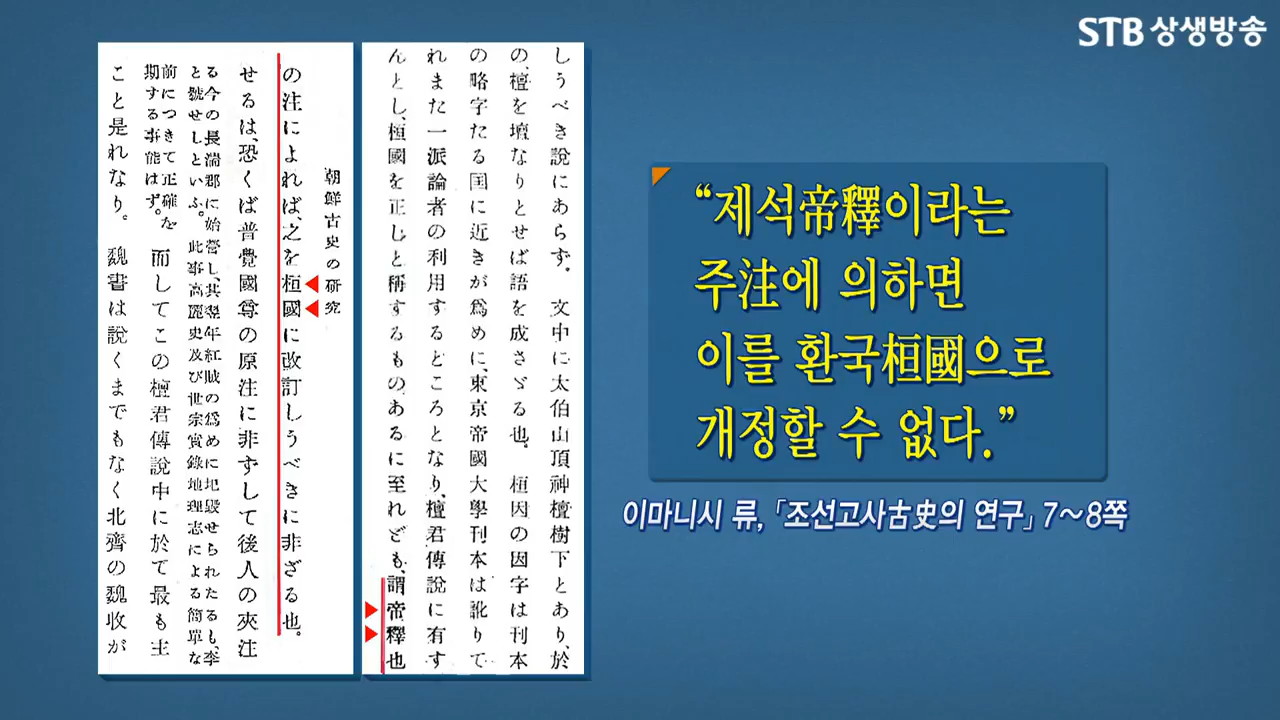 STB 상생방송
しうべき說にあらず。 文中に太伯山頂神檀樹下とあり、於
の、檀を壇なりとせば語を成さゞる也。 桓因の因字は刊本
の略字たる国に近きが爲めに、東京帝國大學刊本は訛りて
れまた一派論者の利用するところとなり、檀君傳說に有す
んとし、桓國を正しと稱するもの、あるに至れども、謂帝釋也
朝鮮古史の硏究
の注によれば、之を桓國に改訂しうべきに非ざる也。
せるは、恐くば普覺國尊の原注に非ずして後人の夾注
る今の長湍郡に始營し、其翌年紅賊の爲めに圯毀せられたるも、李
と號せしといふ。 此事高麗史及び世宗實錄地理志による簡單な
前につきて正確を
期する事能はず。 而してこの檀君傳說中に於て最も主
こと是れなり。 魏書は說くまでもなく北齊の魏收が
“제석帝釋이라는
주注에 의하면
이를 환국桓國으로
개정할 수 없다.”
이마니시 류, 「조선고사古史의 연구」 7～8쪽